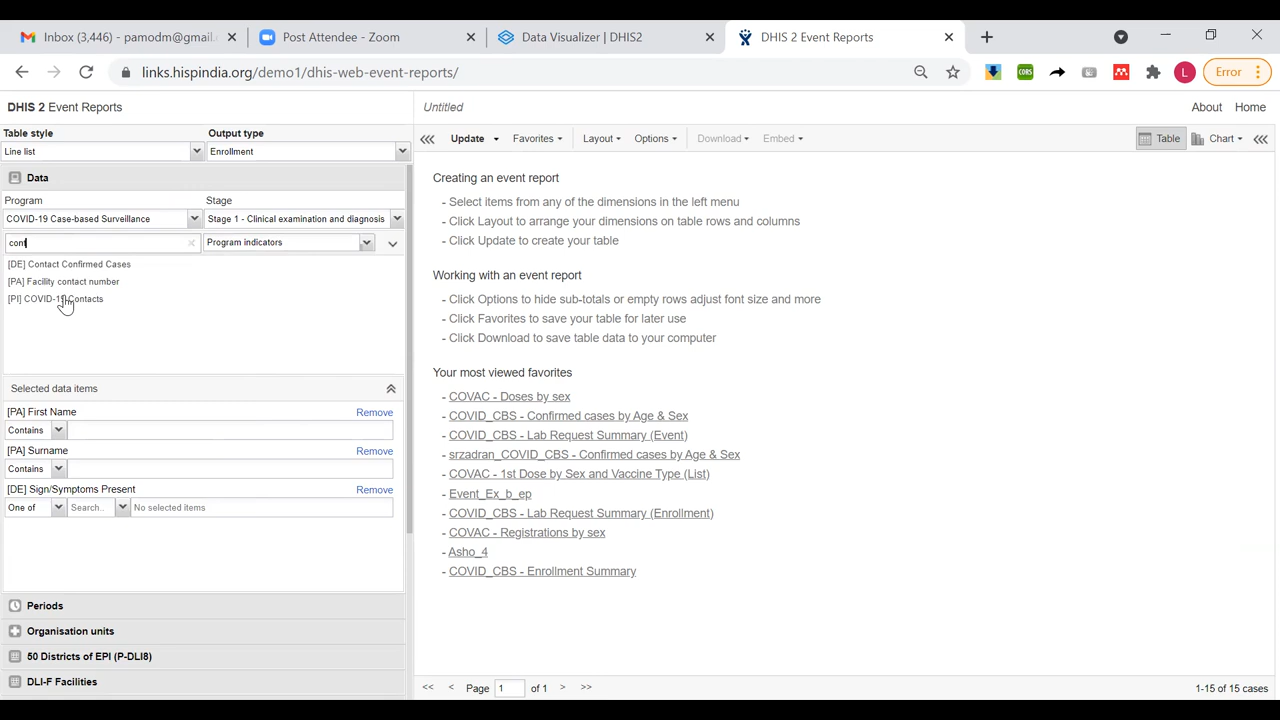 Inbox (3,446) - pamodm@gmail.
Post Attendee - Zoom
Data Visualizer | DHIS2
DHIS 2 Event Reports
links.hispindia.org/demo1/dhis-web-event-reports/
CORS
L
Error
DHIS 2 Event Reports
Untitled
About
Home
Table style
Output type
Line list
Enrollment
Update
Favorites
Layout
Options
Download
Embed
Table
Chart
Data
Program
Stage
COVID-19 Case-based Surveillance
Stage 1 - Clinical examination and diagnosis
Program indicators
[DE] Contact Confirmed Cases
[PA] Facility contact number
[PI] COVID-19 Contacts
Selected data items
[PA] First Name
Remove
Contains
[PA] Surname
Remove
Contains
[DE] Sign/Symptoms Present
Remove
One of
Search..
No selected items
Periods
Organisation units
50 Districts of EPI (P-DLI8)
DLI-F Facilities
Creating an event report
- Select items from any of the dimensions in the left menu
- Click Layout to arrange your dimensions on table rows and columns
- Click Update to create your table
Working with an event report
- Click Options to hide sub-totals or empty rows adjust font size and more
- Click Favorites to save your table for later use
- Click Download to save table data to your computer
Your most viewed favorites
- COVAC - Doses by sex
- COVID_CBS - Confirmed cases by Age & Sex
- COVID_CBS - Lab Request Summary (Event)
- srzadran_COVID_CBS - Confirmed cases by Age & Sex
- COVAC - 1st Dose by Sex and Vaccine Type (List)
- Event_Ex_b_ep
- COVID_CBS - Lab Request Summary (Enrollment)
- COVAC - Registrations by sex
- Asho_4
- COVID_CBS - Enrollment Summary
<< < Page 1 of 1 > >>
1-15 of 15 cases